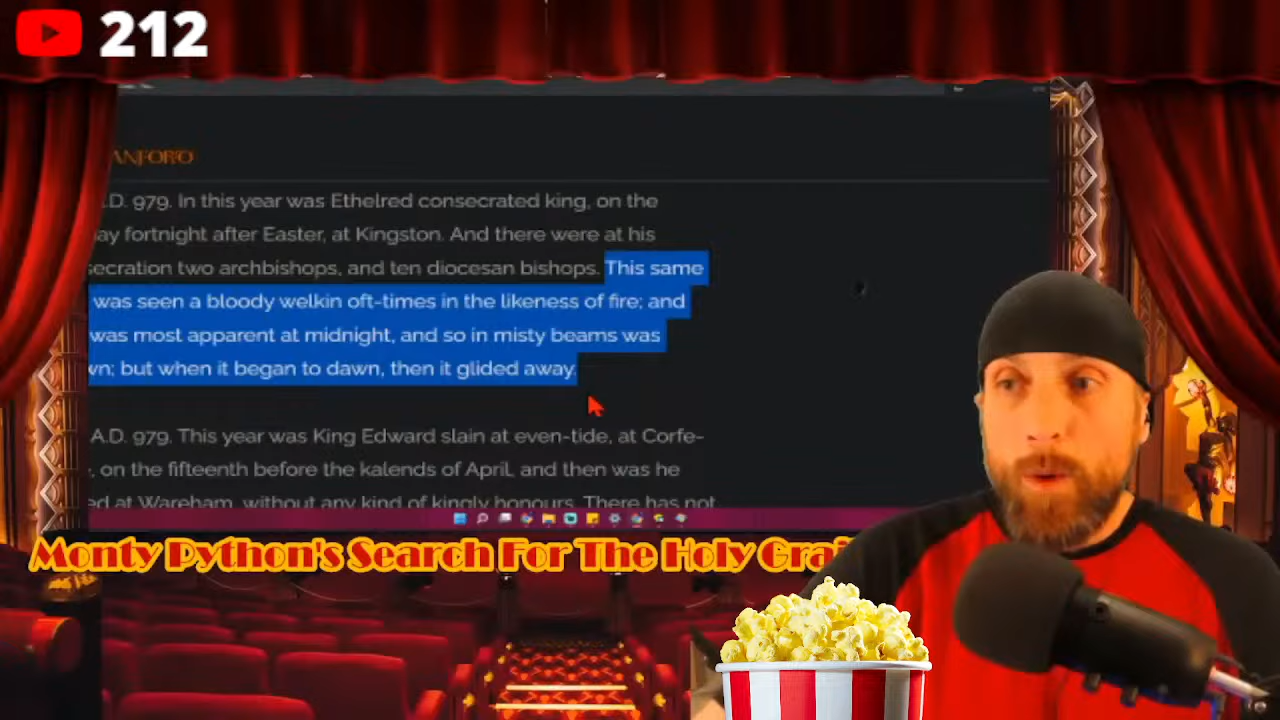 212
ANFORD
.D. 979. In this year was Ethelred consecrated king, on the
ay fortnight after Easter, at Kingston. And there were at his
secration two archbishops, and ten diocesan bishops. This same
was seen a bloody welkin oft-times in the likeness of fire; and
was most apparent at midnight, and so in misty beams was
wn; but when it began to dawn, then it glided away.
A.D. 979. This year was King Edward slain at even-tide, at Corfe-
, on the fifteenth before the kalends of April, and then was he
ed at Wareham, without any kind of kingly honours. There has not
Monty Python's Search For The Holy Grai